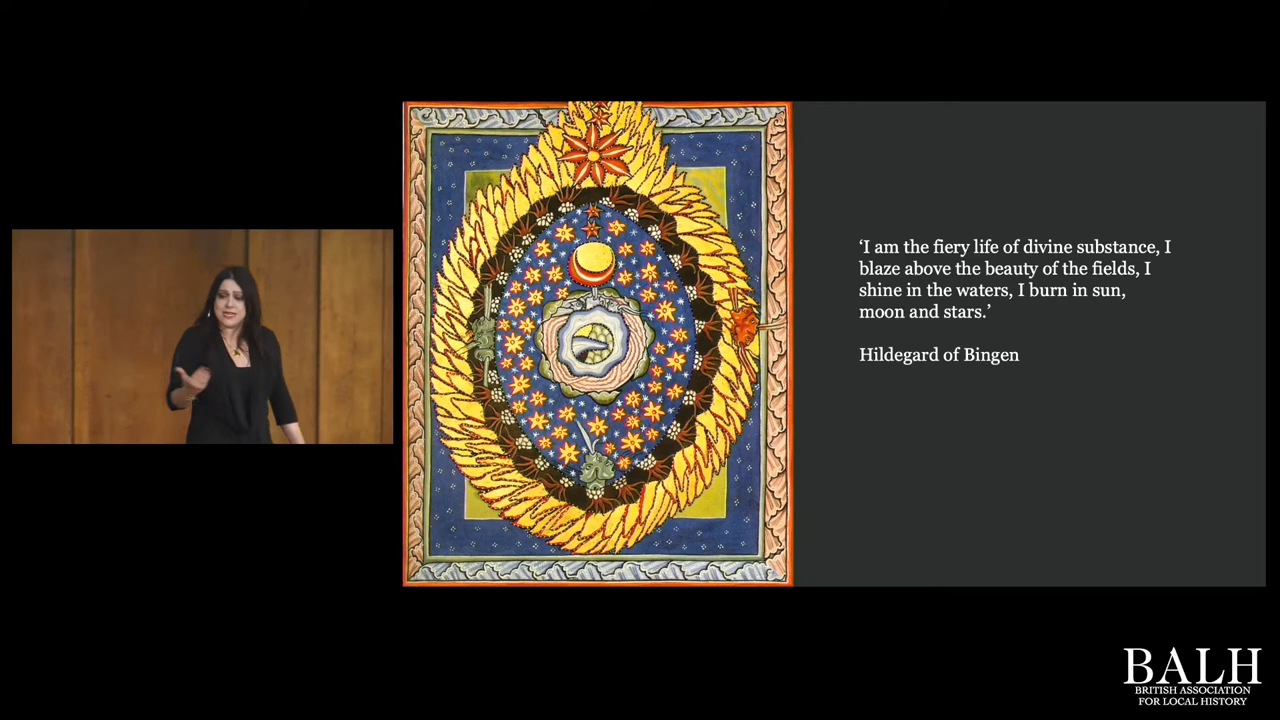 ‘I am the fiery life of divine substance, I
blaze above the beauty of the fields, I
shine in the waters, I burn in sun,
moon and stars.’
Hildegard of Bingen
BALH
BRITISH ASSOCIATION
FOR LOCAL HISTORY